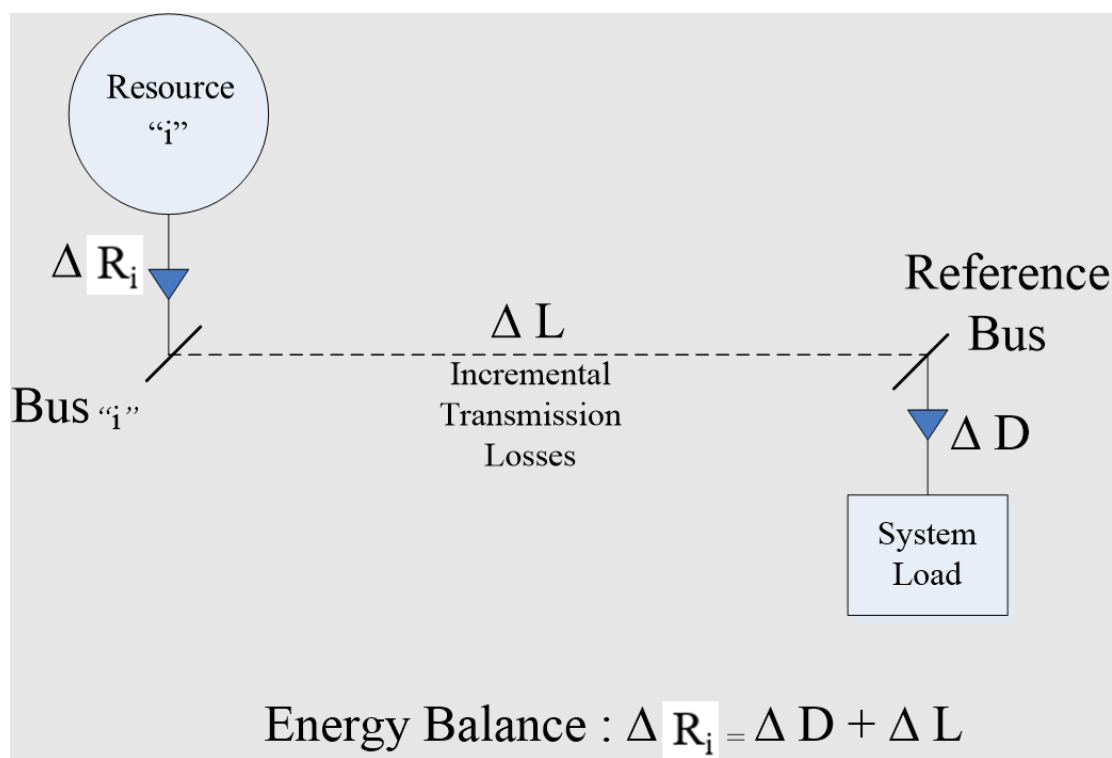 Resource
“i”
Δ Rᵢ
Bus “i”
Δ L
Incremental
Transmission
Losses
Reference
Bus
Δ D
System
Load
Energy Balance : Δ Rᵢ = Δ D + Δ L